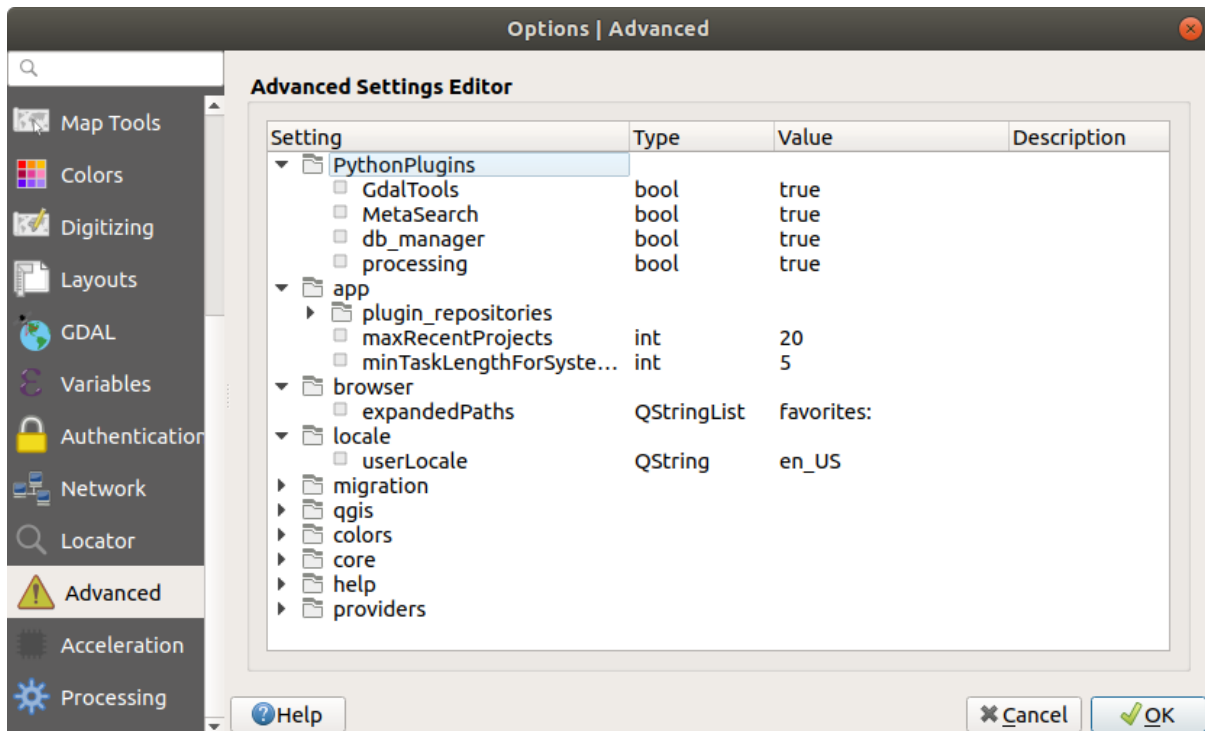 Options | Advanced
Map Tools
Colors
Digitizing
Layouts
GDAL
Variables
Authentication
Network
Locator
Advanced
Acceleration
Processing
Advanced Settings Editor
Setting Type Value Description
PythonPlugins
GdalTools bool true
MetaSearch bool true
db_manager bool true
processing bool true
app
plugin_repositories
maxRecentProjects int 20
minTaskLengthForSyste... int 5
browser
expandedPaths QStringList favorites:
locale
userLocale QString en_US
migration
qgis
colors
core
help
providers
Help Cancel OK